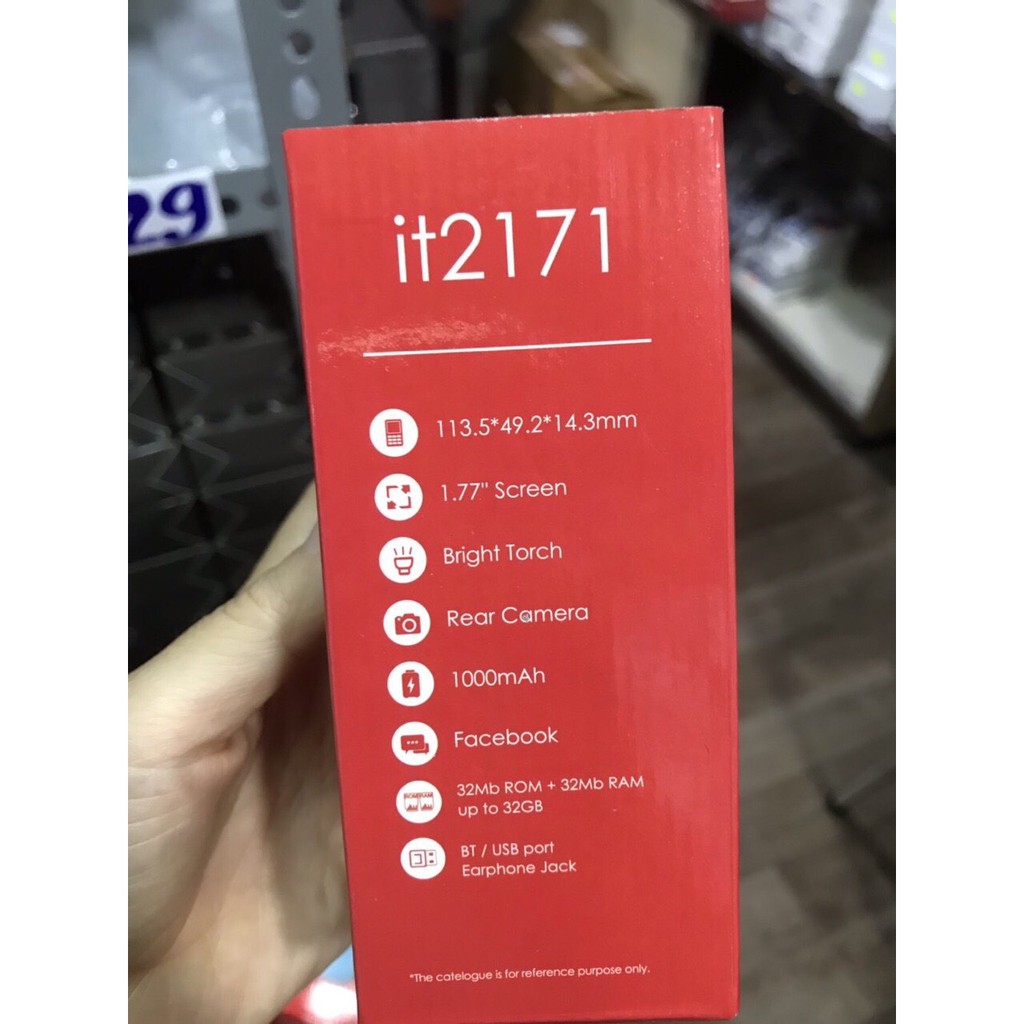 29
it2171
113.5*49.2*14.3mm
1.77" Screen
Bright Torch
Rear Camera
1000mAh
Facebook
32Mb ROM + 32Mb RAM
up to 32GB
BT / USB port
Earphone Jack
*The catelogue is for reference purpose only.